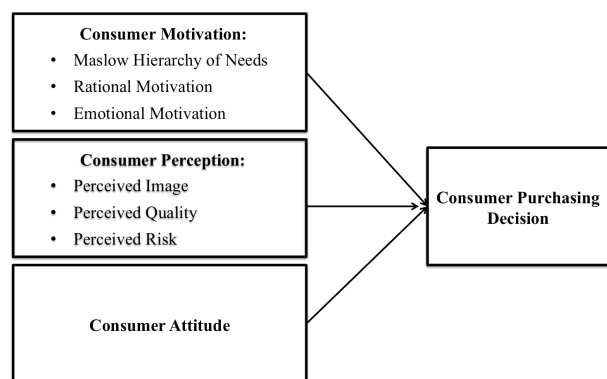 Consumer Motivation:
• Maslow Hierarchy of Needs
• Rational Motivation
• Emotional Motivation
Consumer Perception:
• Perceived Image
• Perceived Quality
• Perceived Risk
Consumer Attitude
Consumer Purchasing
Decision